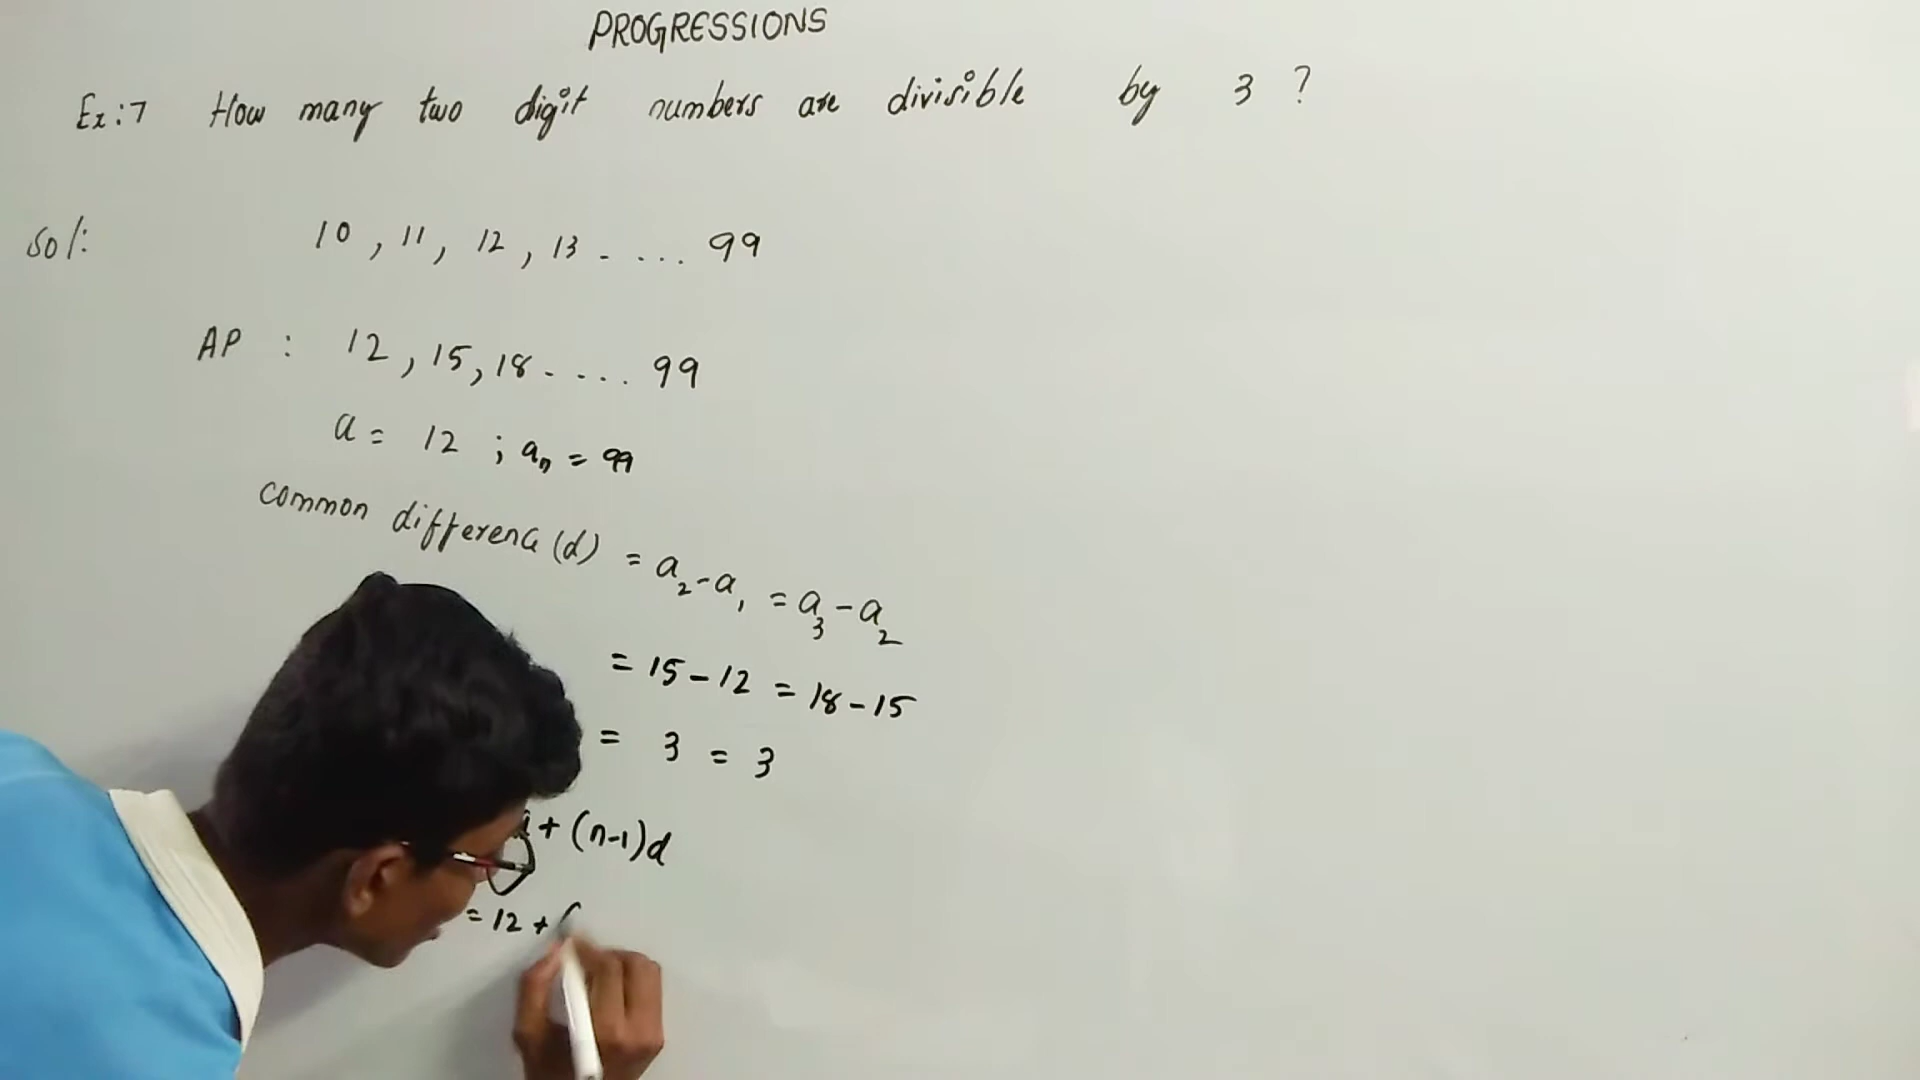 PROGRESSIONS
Ex:7 How many two digit numbers are divisible by 3 ?
Sol: 10, 11, 12, 13 - .... 99
AP : 12, 15, 18 - .... 99
a = 12 ; aₙ = 99
common difference (d) = a₂ - a₁ = a₃ - a₂
= 15 - 12 = 18 - 15
= 3 = 3
+ (n-1)d
= 12 + (